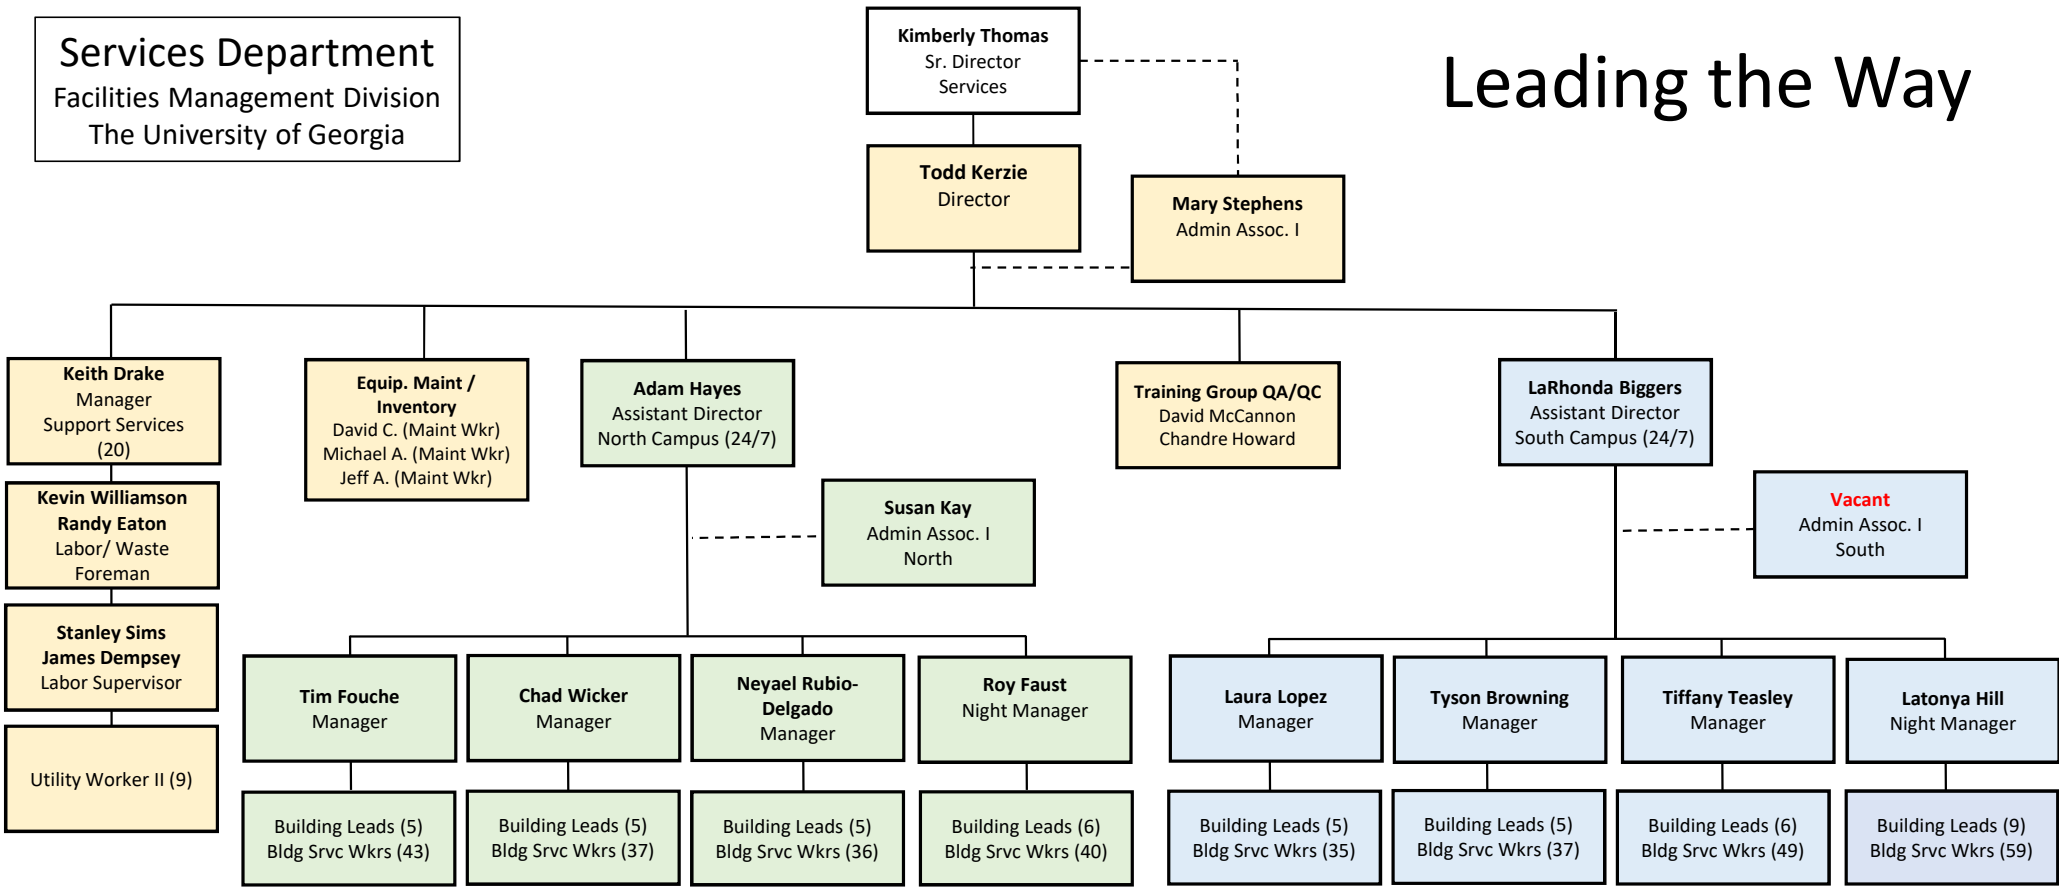 Services Department
Facilities Management Division
The University of Georgia
Leading the Way
Kimberly Thomas
Sr. Director
Services
Todd Kerzie
Director
Mary Stephens
Admin Assoc. I
Keith Drake
Manager
Support Services
(20)
Kevin Williamson
Randy Eaton
Labor/ Waste
Foreman
Stanley Sims
James Dempsey
Labor Supervisor
Utility Worker II (9)
Equip. Maint /
Inventory
David C. (Maint Wkr)
Michael A. (Maint Wkr)
Jeff A. (Maint Wkr)
Adam Hayes
Assistant Director
North Campus (24/7)
Susan Kay
Admin Assoc. I
North
Training Group QA/QC
David McCannon
Chandre Howard
LaRhonda Biggers
Assistant Director
South Campus (24/7)
Vacant
Admin Assoc. I
South
Tim Fouche
Manager
Building Leads (5)
Bldg Srvc Wkrs (43)
Chad Wicker
Manager
Building Leads (5)
Bldg Srvc Wkrs (37)
Neyael Rubio-
Delgado
Manager
Building Leads (5)
Bldg Srvc Wkrs (36)
Roy Faust
Night Manager
Building Leads (6)
Bldg Srvc Wkrs (40)
Laura Lopez
Manager
Building Leads (5)
Bldg Srvc Wkrs (35)
Tyson Browning
Manager
Building Leads (5)
Bldg Srvc Wkrs (37)
Tiffany Teasley
Manager
Building Leads (6)
Bldg Srvc Wkrs (49)
Latonya Hill
Night Manager
Building Leads (9)
Bldg Srvc Wkrs (59)